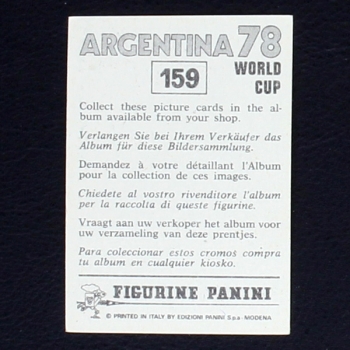 ARGENTINA 78
159
WORLD
CUP
Collect these picture cards in the al-
bum available from your shop.
Verlangen Sie bei Ihrem Verkäufer das
Album für diese Bildersammlung.
Demandez à votre détaillant l'Album
pour la collection de ces images.
Chiedete al vostro rivenditore l'album
per la raccolta di queste figurine.
Vraagt aan uw verkoper het album voor
uw verzameling van deze prentjes.
Para coleccionar estos cromos compra
tu album en cualquier kiosko.
FIGURINE PANINI
© PRINTED IN ITALY BY EDIZIONI PANINI S.p.a - MODENA